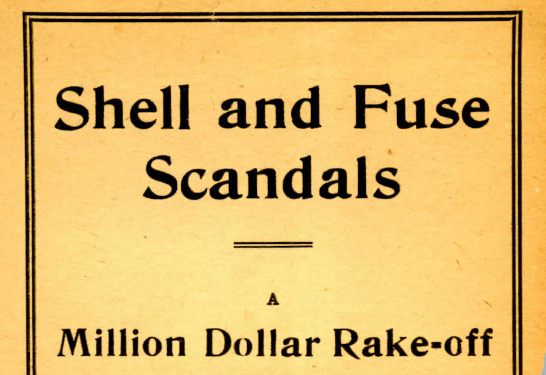 Shell and Fuse
Scandals
A
Million Dollar Rake-off